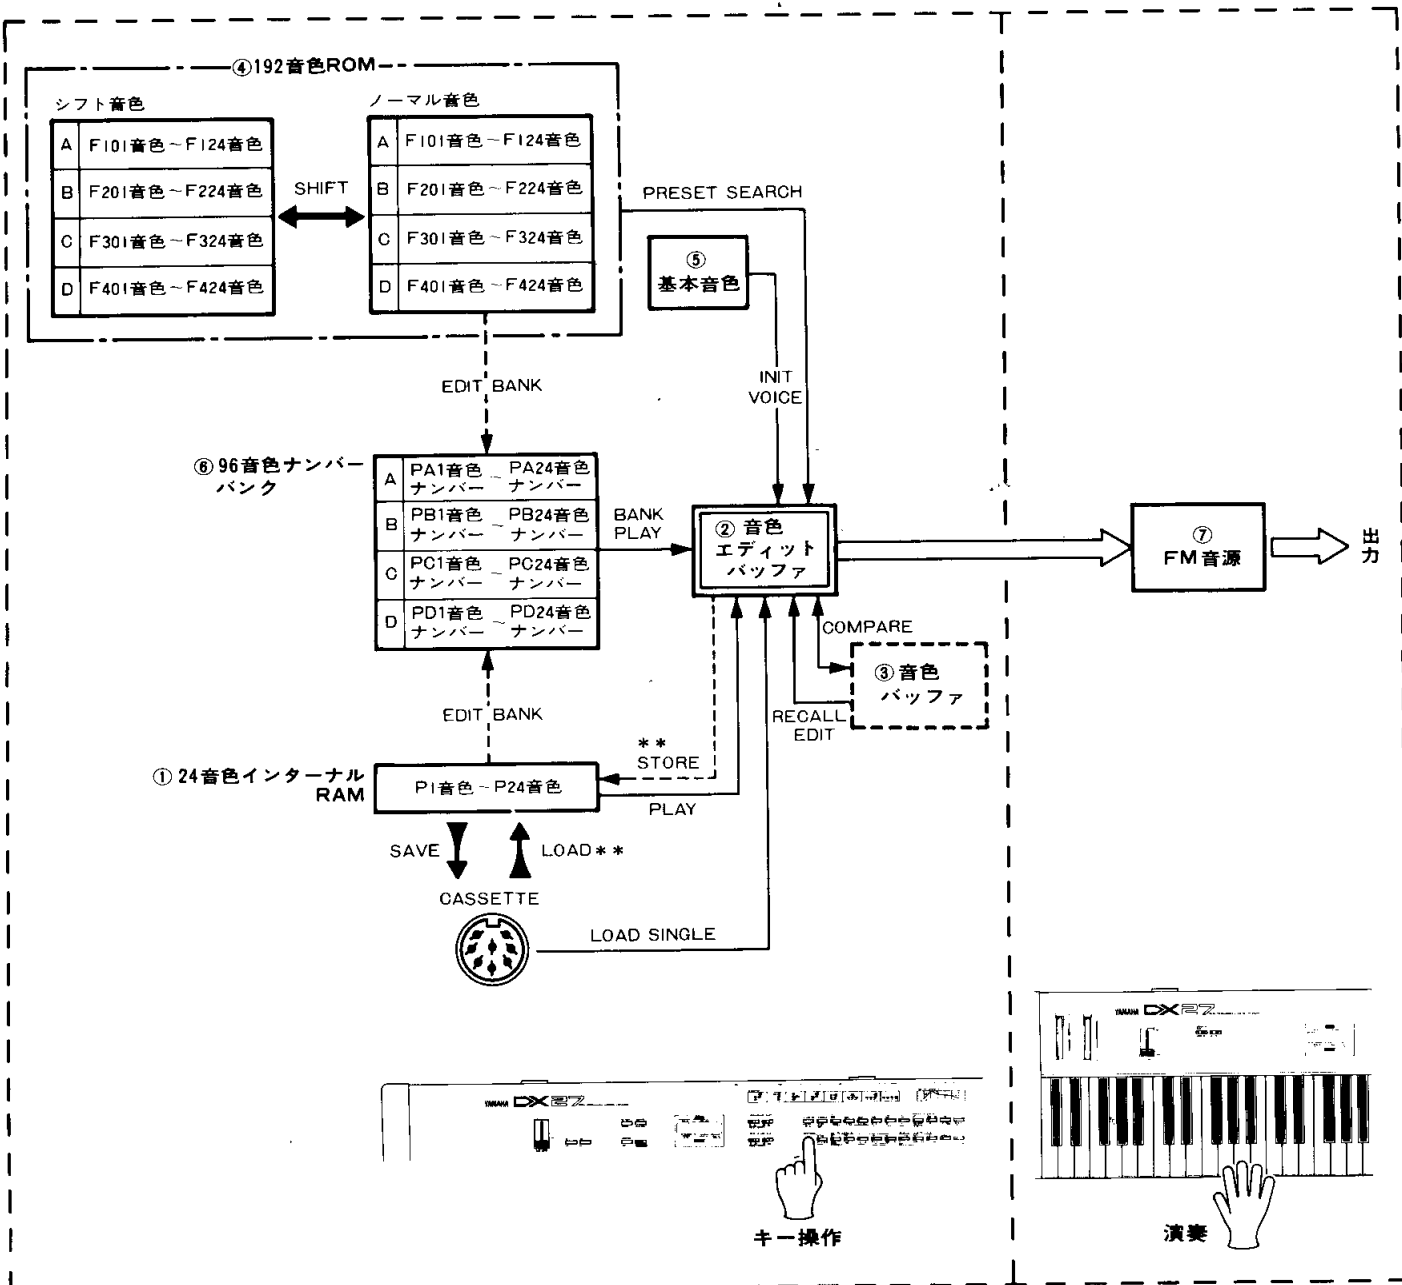 ④192音色ROM
シフト音色
A F101音色~F124音色
B F201音色~F224音色
C F301音色~F324音色
D F401音色~F424音色
SHIFT
ノーマル音色
A F101音色~F124音色
B F201音色~F224音色
C F301音色~F324音色
D F401音色~F424音色
PRESET SEARCH
⑤
基本音色
INIT
VOICE
EDIT BANK
⑥96音色ナンバー
バンク
A PA1音色ナンバー ~ PA24音色ナンバー
B PB1音色ナンバー ~ PB24音色ナンバー
C PC1音色ナンバー ~ PC24音色ナンバー
D PD1音色ナンバー ~ PD24音色ナンバー
BANK
PLAY
②音色
エディット
バッファ
⑦
FM音源
出力
COMPARE
③音色
バッファ
RECALL
EDIT
EDIT BANK
**
STORE
①24音色インターナル
RAM
P1音色~P24音色
PLAY
SAVE
LOAD**
CASSETTE
LOAD SINGLE
YAMAHA DX27
キー操作
YAMAHA DX27
演奏